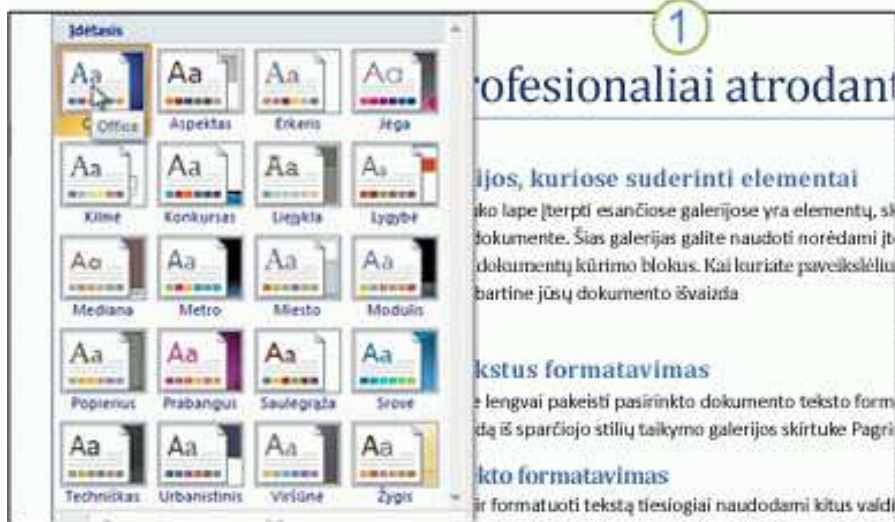 Įdėtasis
Aa Aa Aa Aa
Office Aspektas Erkeris Jėga
Aa Aa Aa Aa
Kilmė Konkursas Liejykla Lygybė
Aa Aa Aa Aa
Mediana Metro Miesto Modulis
Aa Aa Aa Aa
Popierius Prabangus Saulėgrąža Srovė
Aa Aa Aa Aa
Techniškas Urbanistinis Viršūnė Žygis
1
ofesionaliai atrodant
ijos, kuriose suderinti elementai
ko lape Įterpti esančiose galerijose yra elementų, sk
dokumente. Šias galerijas galite naudoti norėdami įt
dokumentų kūrimo blokus. Kai kuriate paveikslėliu
bartine jūsų dokumento išvaizda
kstus formatavimas
e lengvai pakeisti pasirinkto dokumento teksto form
dą iš sparčiojo stilių taikymo galerijos skirtuke Pagri
kto formatavimas
ir formatuoti tekstą tiesiogiai naudodami kitus vald